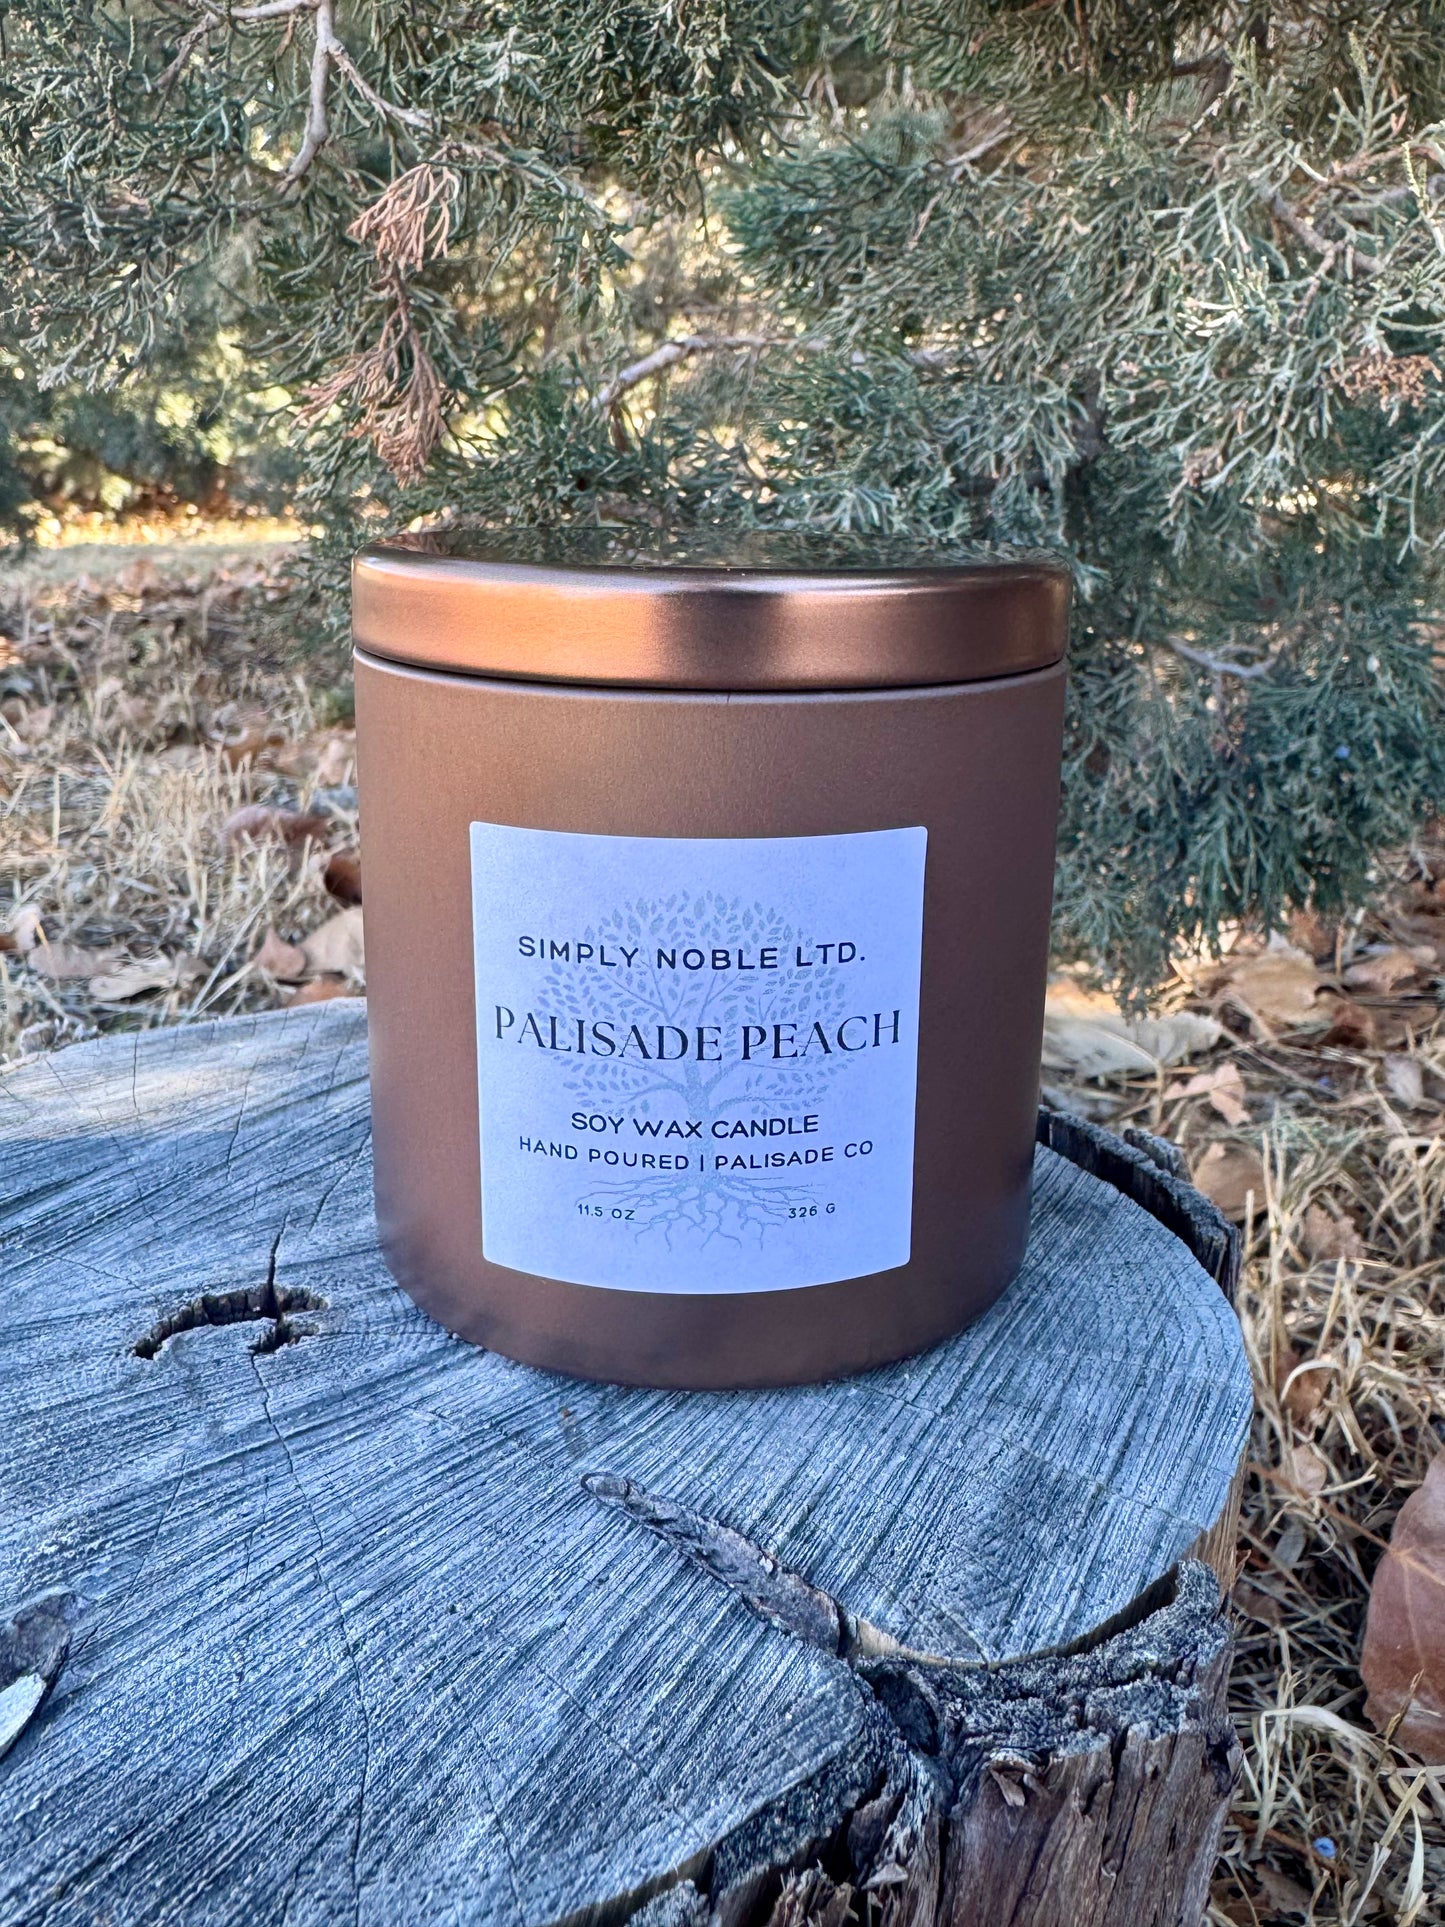 SIMPLY NOBLE LTD.
PALISADE PEACH
SOY WAX CANDLE
HAND POURED | PALISADE CO
11.5 OZ 326 G